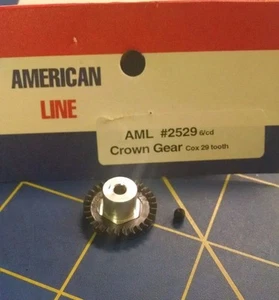 AMERICAN
LINE
AML #2529 6/cd
Crown Gear Cox 29 tooth